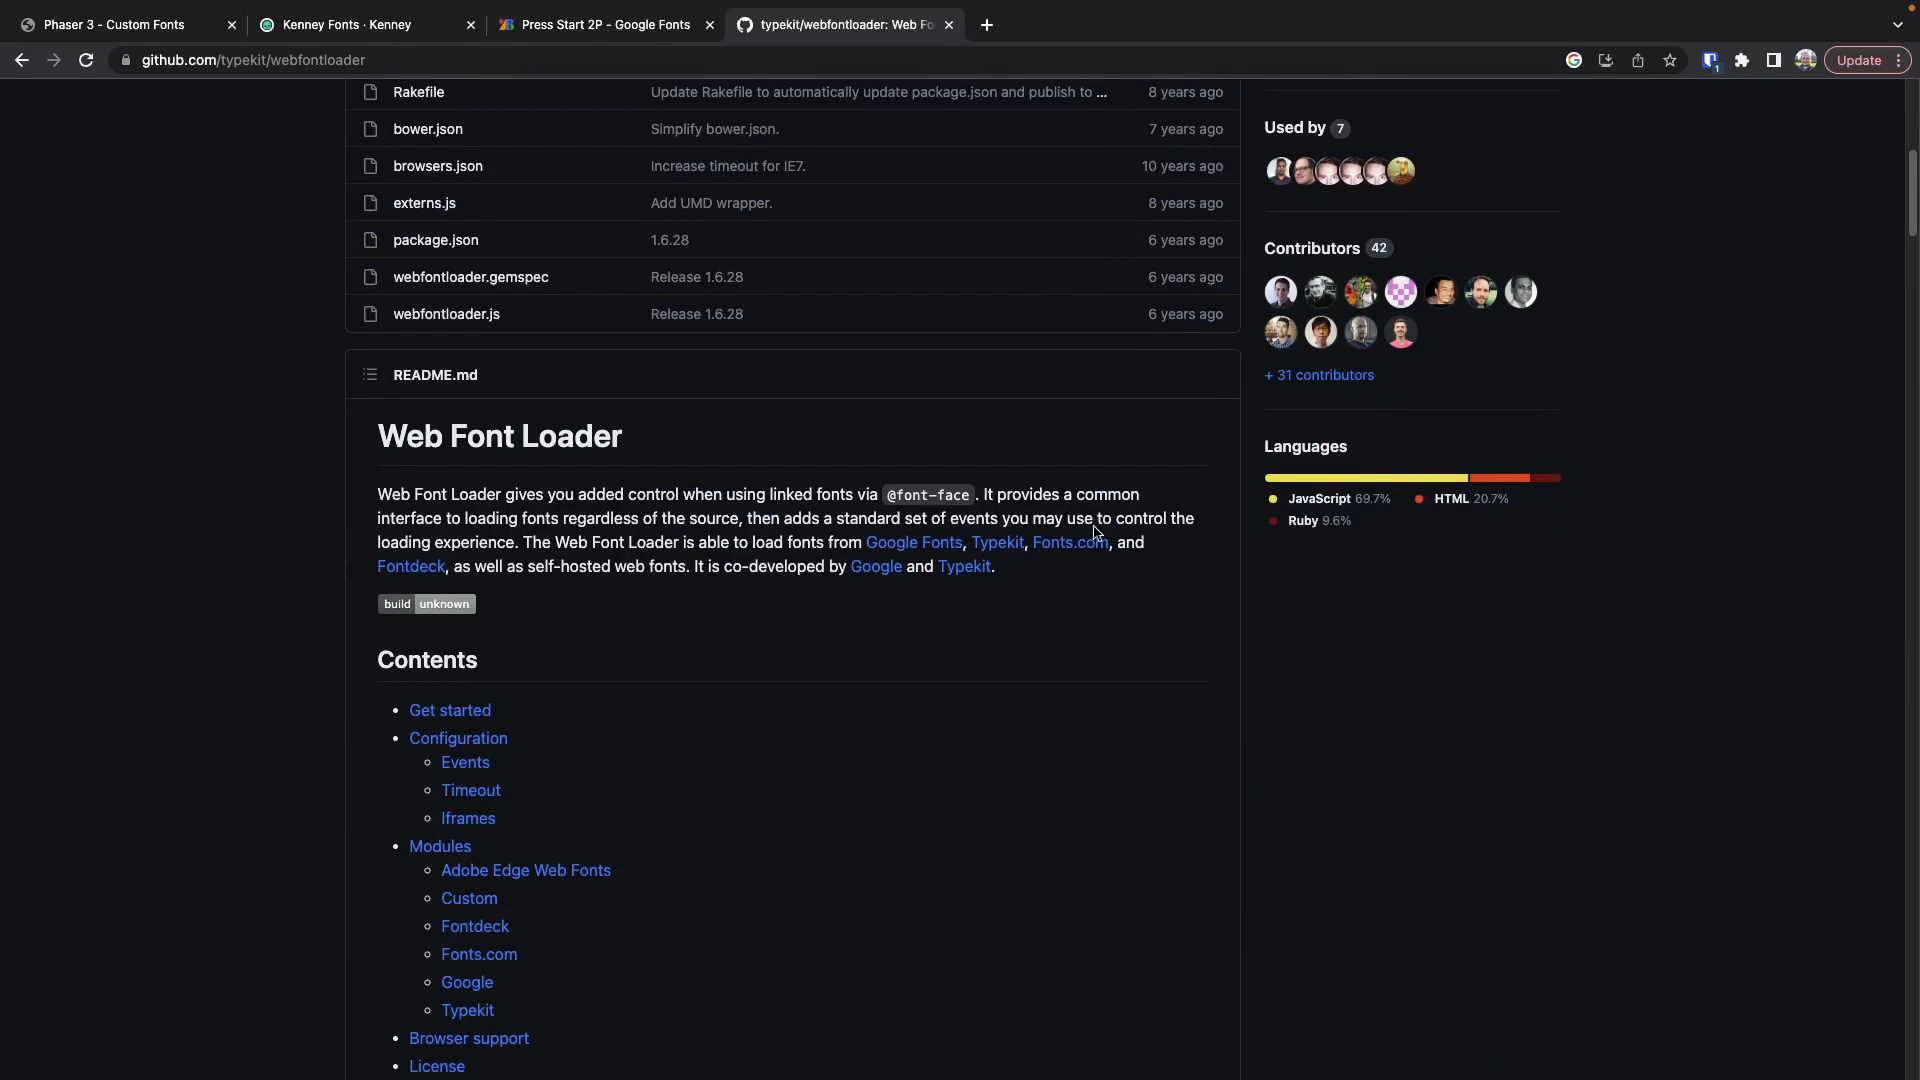 Phaser 3 - Custom Fonts
Kenney Fonts · Kenney
Press Start 2P - Google Fonts
typekit/webfontloader: Web Fo
github.com/typekit/webfontloader
1
Update
Rakefile Update Rakefile to automatically update package.json and publish to ... 8 years ago
bower.json Simplify bower.json. 7 years ago
browsers.json Increase timeout for IE7. 10 years ago
externs.js Add UMD wrapper. 8 years ago
package.json 1.6.28 6 years ago
webfontloader.gemspec Release 1.6.28 6 years ago
webfontloader.js Release 1.6.28 6 years ago
README.md
Web Font Loader
Web Font Loader gives you added control when using linked fonts via @font-face. It provides a common
interface to loading fonts regardless of the source, then adds a standard set of events you may use to control the
loading experience. The Web Font Loader is able to load fonts from Google Fonts, Typekit, Fonts.com, and
Fontdeck, as well as self-hosted web fonts. It is co-developed by Google and Typekit.
build unknown
Contents
• Get started
• Configuration
◦ Events
◦ Timeout
◦ Iframes
• Modules
◦ Adobe Edge Web Fonts
◦ Custom
◦ Fontdeck
◦ Fonts.com
◦ Google
◦ Typekit
• Browser support
• License
Used by 7
Contributors 42
+ 31 contributors
Languages
JavaScript 69.7% HTML 20.7%
Ruby 9.6%